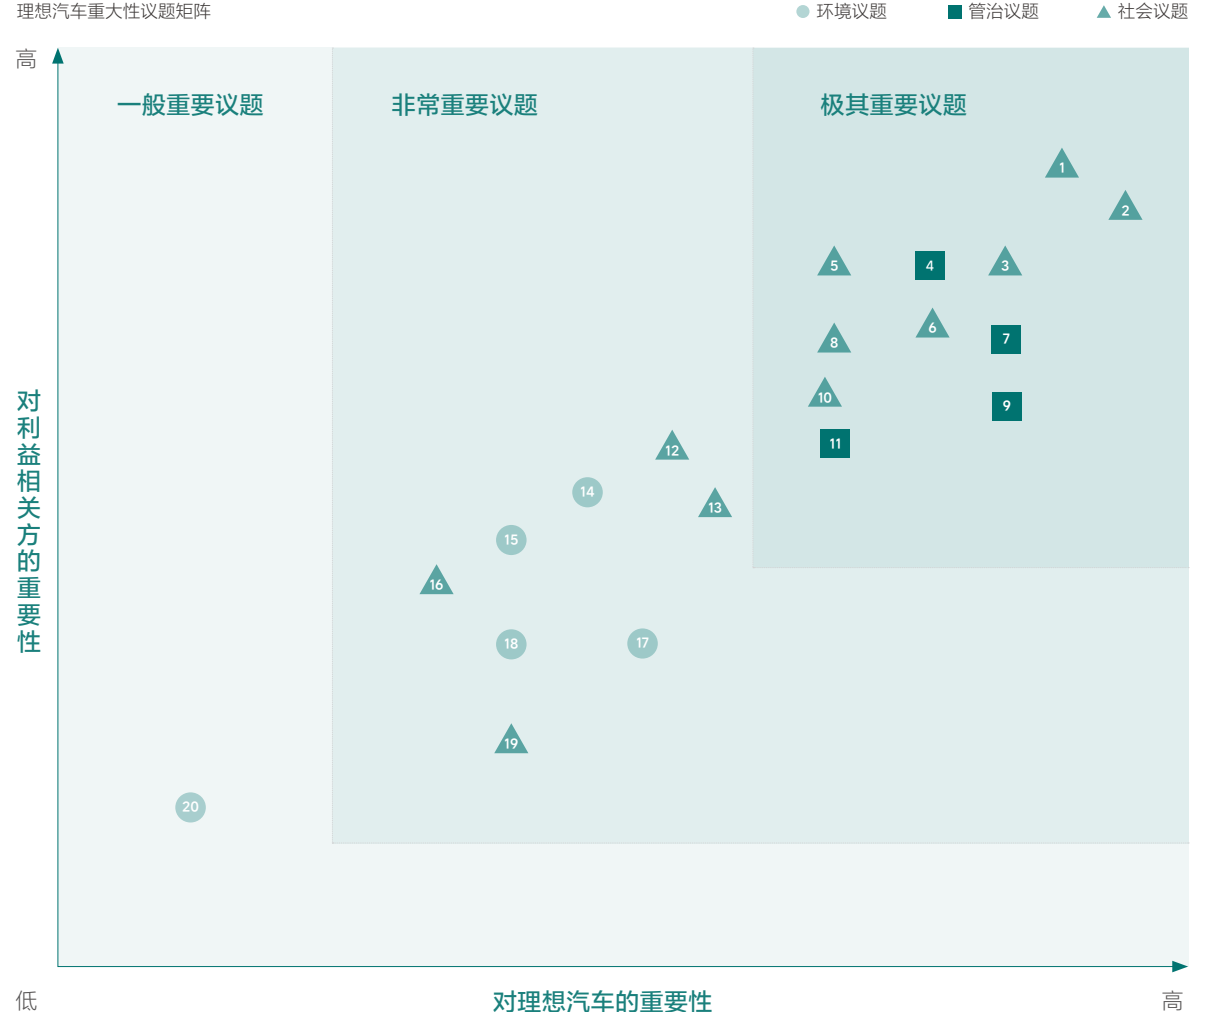 理想汽车重大性议题矩阵
环境议题
管治议题
社会议题
高
一般重要议题
非常重要议题
极其重要议题
1
2
5
4
3
6
8
7
10
9
11
12
13
14
15
16
18
17
19
20
对利益相关方的重要性
低
对理想汽车的重要性
高